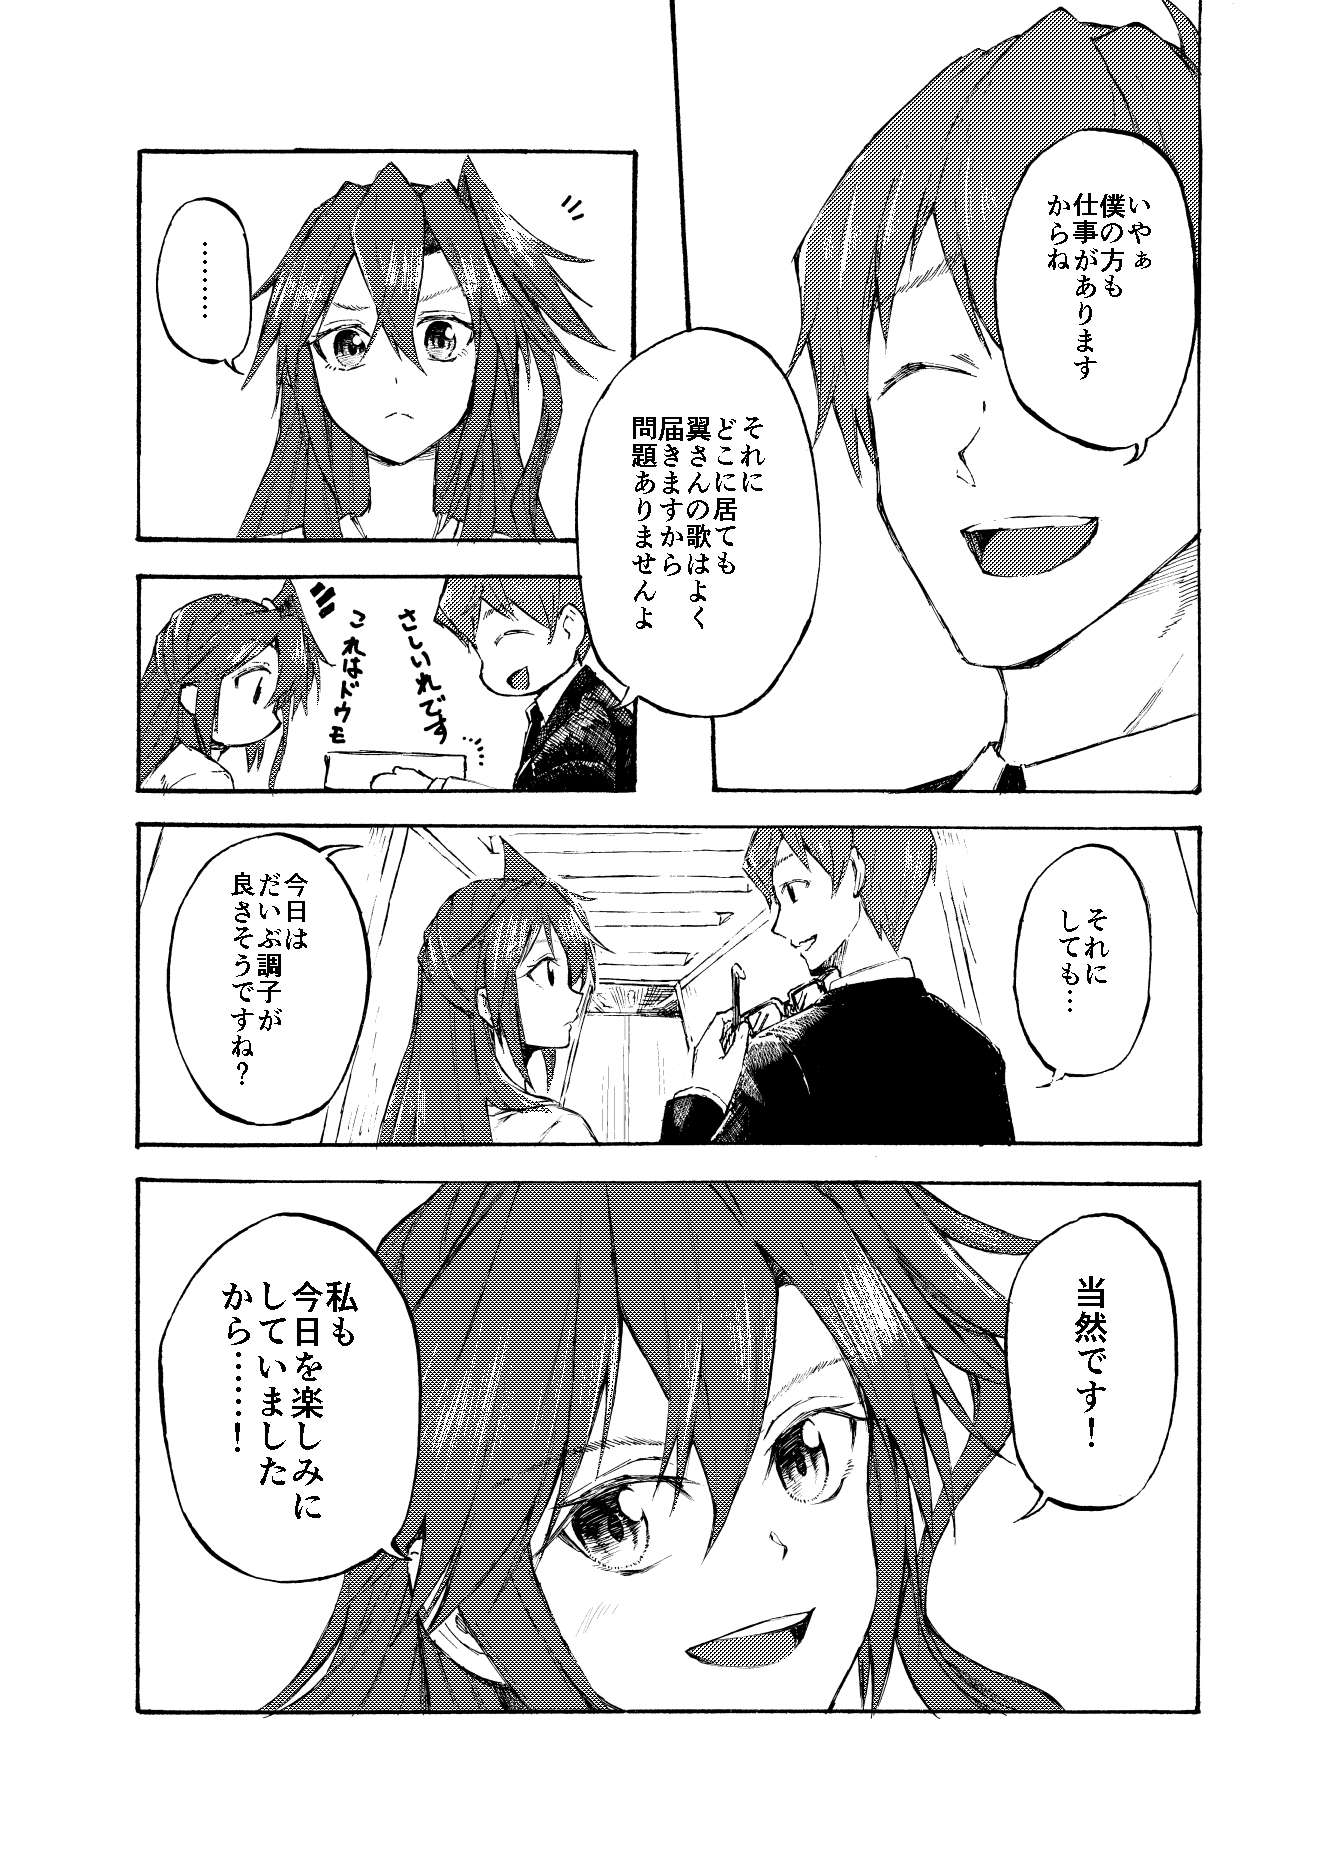 いやぁ
僕の方も
仕事があります
からね
それに
どこに居ても
翼さんの歌はよく
届きますから
問題ありませんよ
………
さしいれです
これはドウモ
それに
しても…
今日は
だいぶ調子が
良さそうですね？
当然です！
私も
今日を楽しみに
していました
から……！